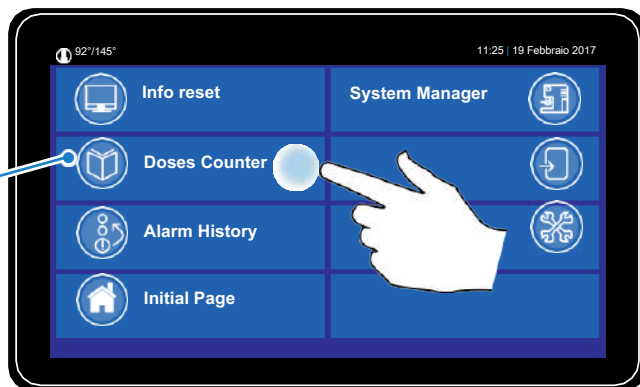 92°/145°
11:25 | 19 Febbraio 2017
Info reset
System Manager
Doses Counter
Alarm History
Initial Page